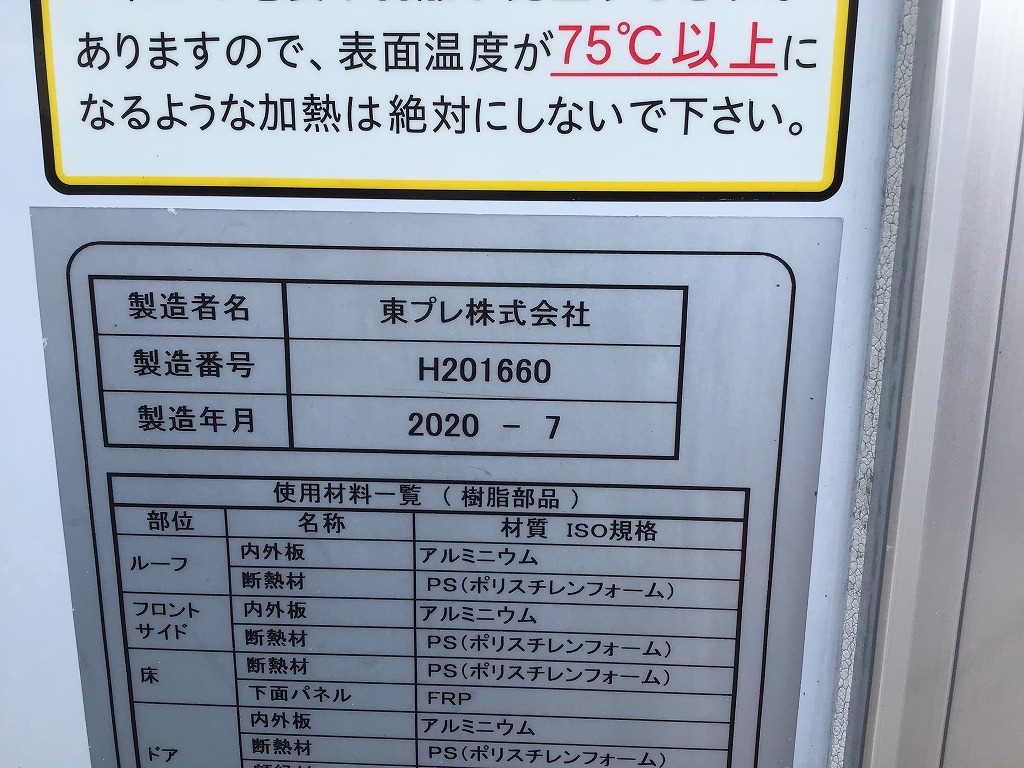 ありますので、表面温度が75℃以上に
なるような加熱は絶対にしないで下さい。
製造者名 東プレ株式会社
製造番号 H201660
製造年月 2020 - 7
使用材料一覧 ( 樹脂部品 )
部位 名称 材質 ISO規格
ルーフ 内外板 アルミニウム
断熱材 PS(ポリスチレンフォーム)
フロント
サイド 内外板 アルミニウム
断熱材 PS(ポリスチレンフォーム)
床 断熱材 PS(ポリスチレンフォーム)
下面パネル FRP
ドア 内外板 アルミニウム
断熱材 PS(ポリスチレンフォーム)